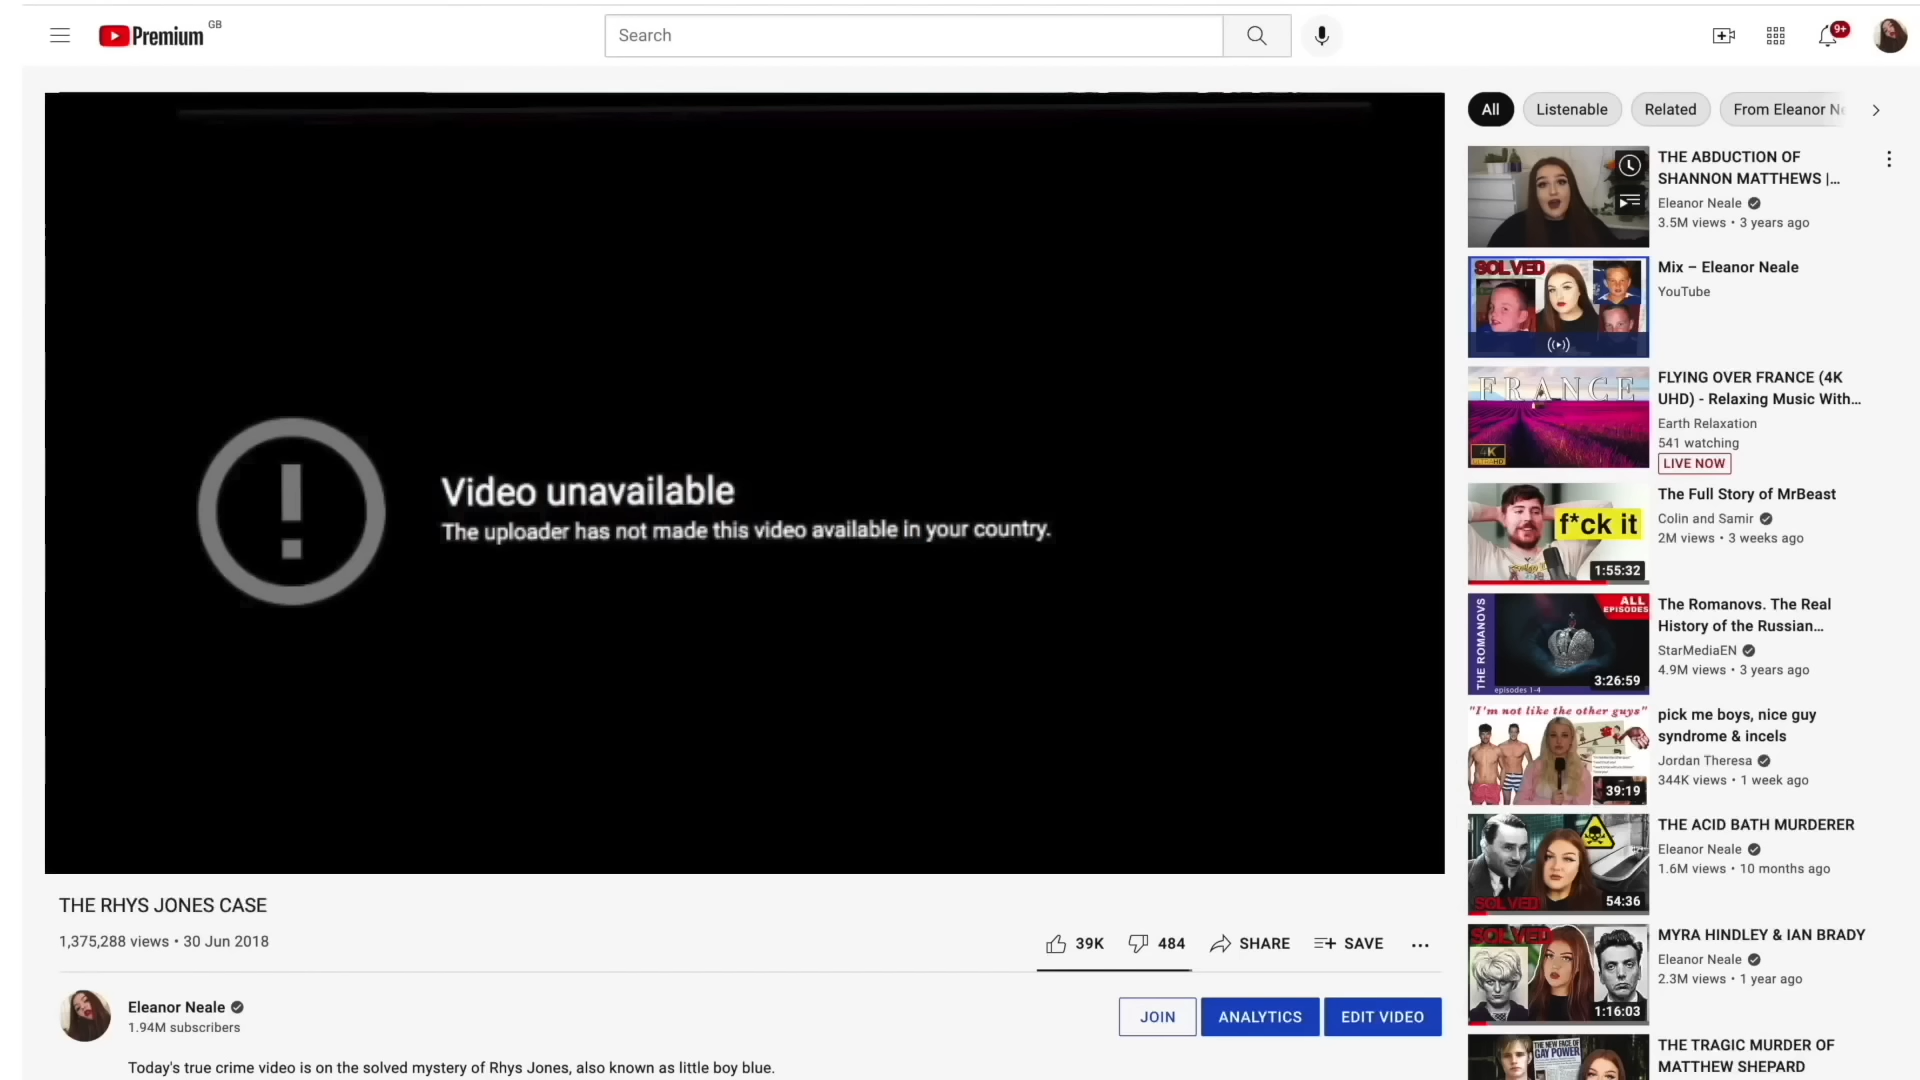 Premium GB
Search
9+
All
Listenable
Related
From Eleanor Ne
Video unavailable
The uploader has not made this video available in your country.
THE RHYS JONES CASE
1,375,288 views • 30 Jun 2018
39K
484
SHARE
SAVE
Eleanor Neale
1.94M subscribers
JOIN
ANALYTICS
EDIT VIDEO
Today's true crime video is on the solved mystery of Rhys Jones, also known as little boy blue.
THE ABDUCTION OF
SHANNON MATTHEWS |...
Eleanor Neale
3.5M views • 3 years ago
SOLVED
Mix – Eleanor Neale
YouTube
FRANCE
4K
FLYING OVER FRANCE (4K
UHD) - Relaxing Music With...
Earth Relaxation
541 watching
LIVE NOW
f*ck it
1:55:32
The Full Story of MrBeast
Colin and Samir
2M views • 3 weeks ago
THE ROMANOVS
ALL
EPISODES
episodes 1-4
3:26:59
The Romanovs. The Real
History of the Russian...
StarMediaEN
4.9M views • 3 years ago
"I'm not like the other guys"
39:19
pick me boys, nice guy
syndrome & incels
Jordan Theresa
344K views • 1 week ago
SOLVED
54:36
THE ACID BATH MURDERER
Eleanor Neale
1.6M views • 10 months ago
SOLVED
1:16:03
MYRA HINDLEY & IAN BRADY
Eleanor Neale
2.3M views • 1 year ago
THE NEW FACE OF
GAY POWER
THE TRAGIC MURDER OF
MATTHEW SHEPARD